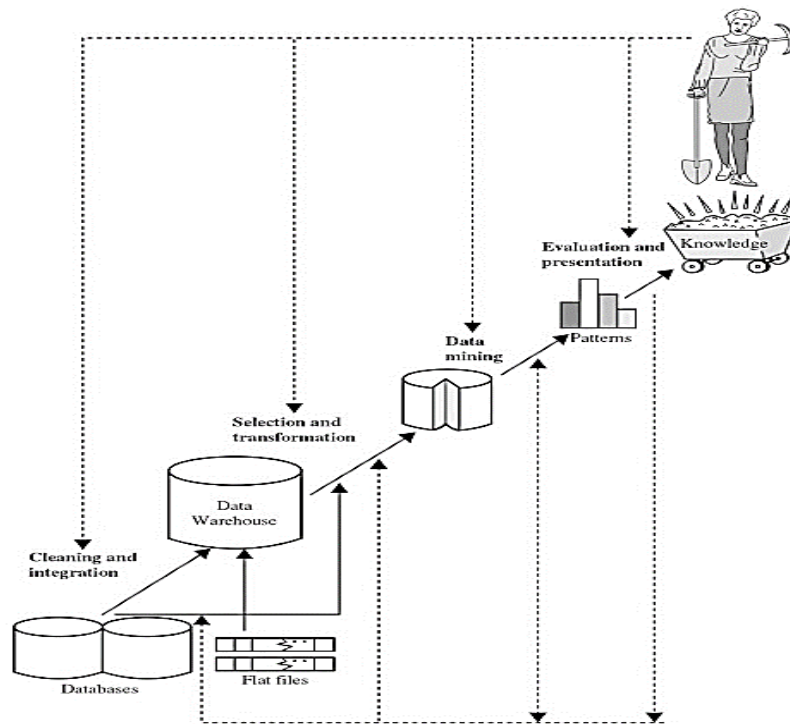 Evaluation and
presentation
Knowledge
Patterns
Data
mining
Selection and
transformation
Data
Warehouse
Cleaning and
integration
Databases
Flat files